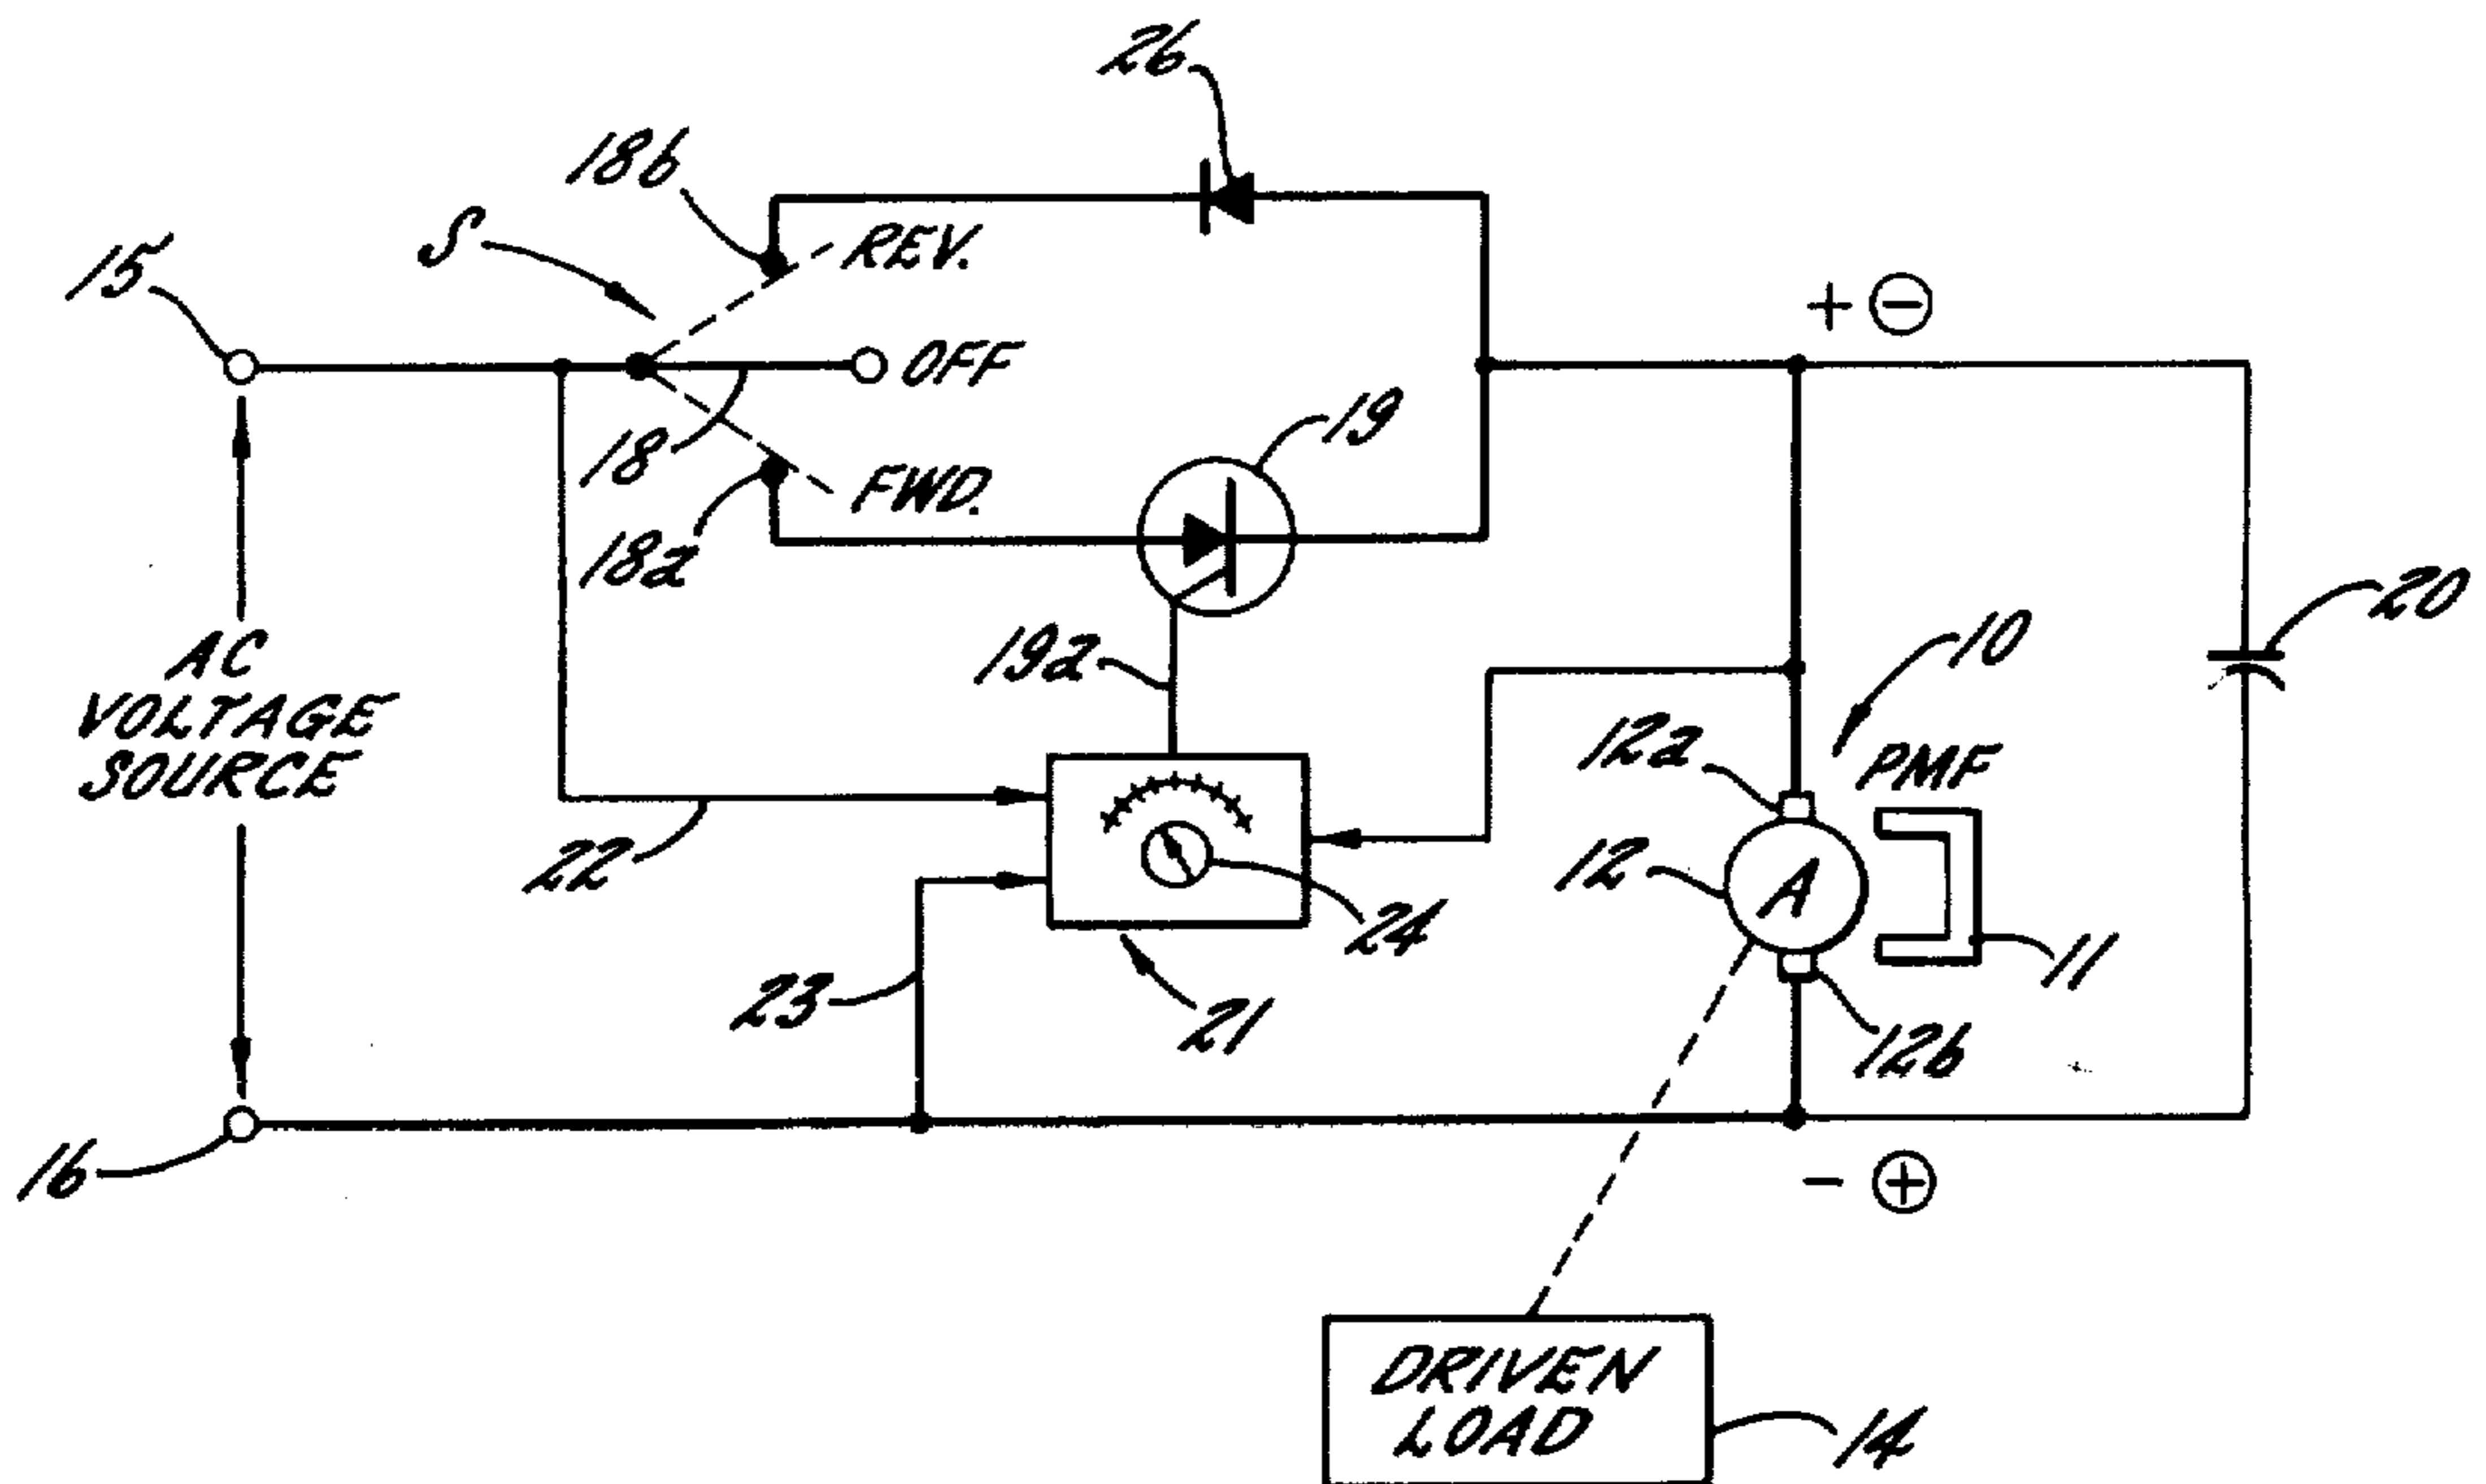 26
18b
S
REV.
15
+ ⊖
OFF
18
19
FWD.
18a
20
19a
10
AC
VOLTAGE
SOURCE
12a
PMF
22
12
A
24
11
23
21
12b
16
- ⊕
DRIVEN
LOAD
14